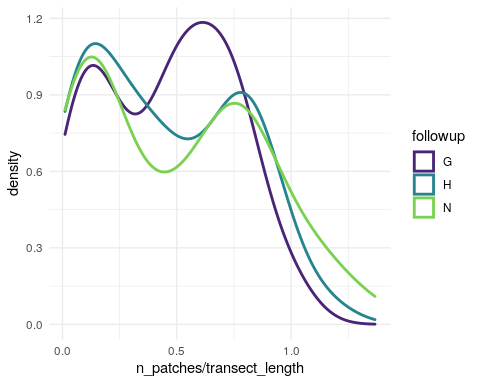 1.2
0.9
0.6
0.3
0.0
density
0.0 0.5 1.0
n_patches/transect_length
followup
G
H
N